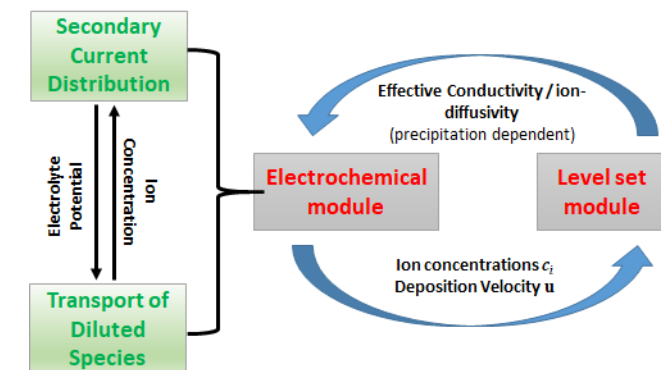 Secondary
Current
Distribution
Electrolyte
Potential
Ion
Concentration
Transport of
Diluted
Species
Effective Conductivity / ion-
diffusivity
(precipitation dependent)
Electrochemical
module
Level set
module
Ion concentrations cᵢ
Deposition Velocity u